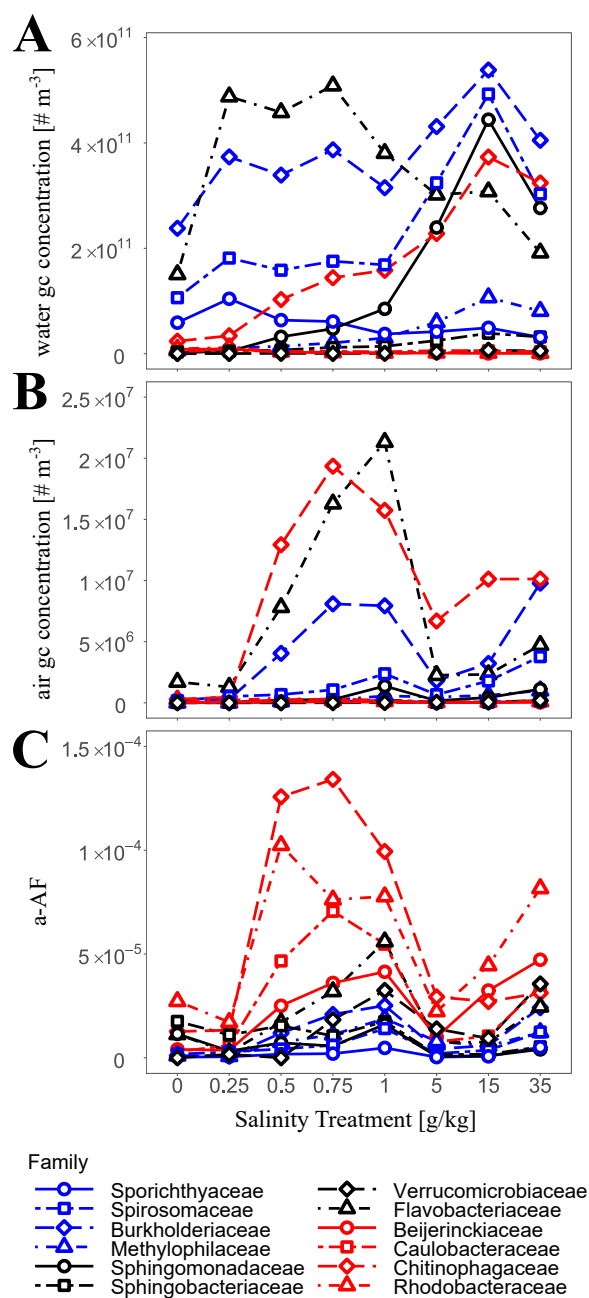 A
water gc concentration [# m⁻³]
6×10¹¹
4×10¹¹
2×10¹¹
0
B
air gc concentration [# m⁻³]
2.5×10⁷
2×10⁷
1.5×10⁷
1×10⁷
5×10⁶
0
C
a-AF
1.5×10⁻⁴
1×10⁻⁴
5×10⁻⁵
0
0 0.25 0.5 0.75 1 5 15 35
Salinity Treatment [g/kg]
Family
Sporichthyaceae
Spirosomaceae
Burkholderiaceae
Methylophilaceae
Sphingomonadaceae
Sphingobacteriaceae
Verrucomicrobiaceae
Flavobacteriaceae
Beijerinckiaceae
Caulobacteraceae
Chitinophagaceae
Rhodobacteraceae